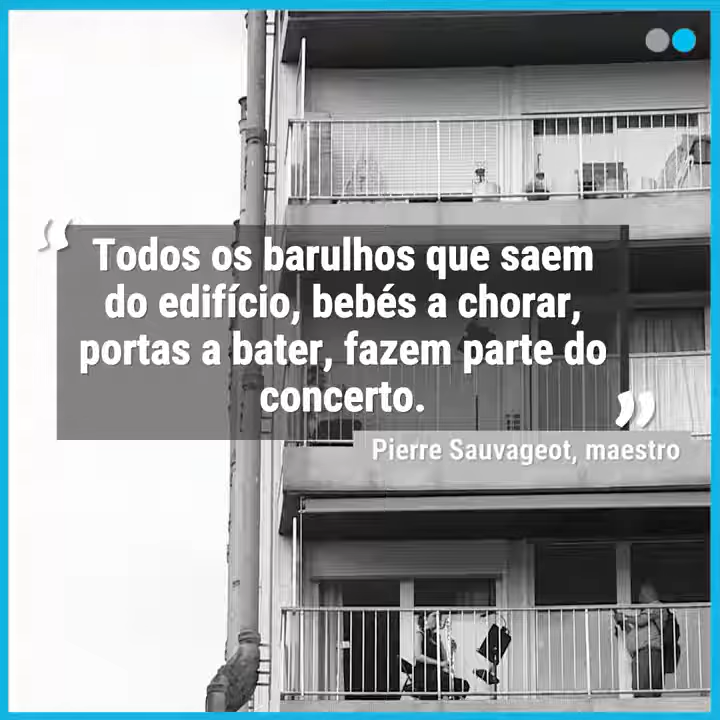 “
Todos os barulhos que saem
do edifício, bebés a chorar,
portas a bater, fazem parte do
concerto.
”
Pierre Sauvageot, maestro